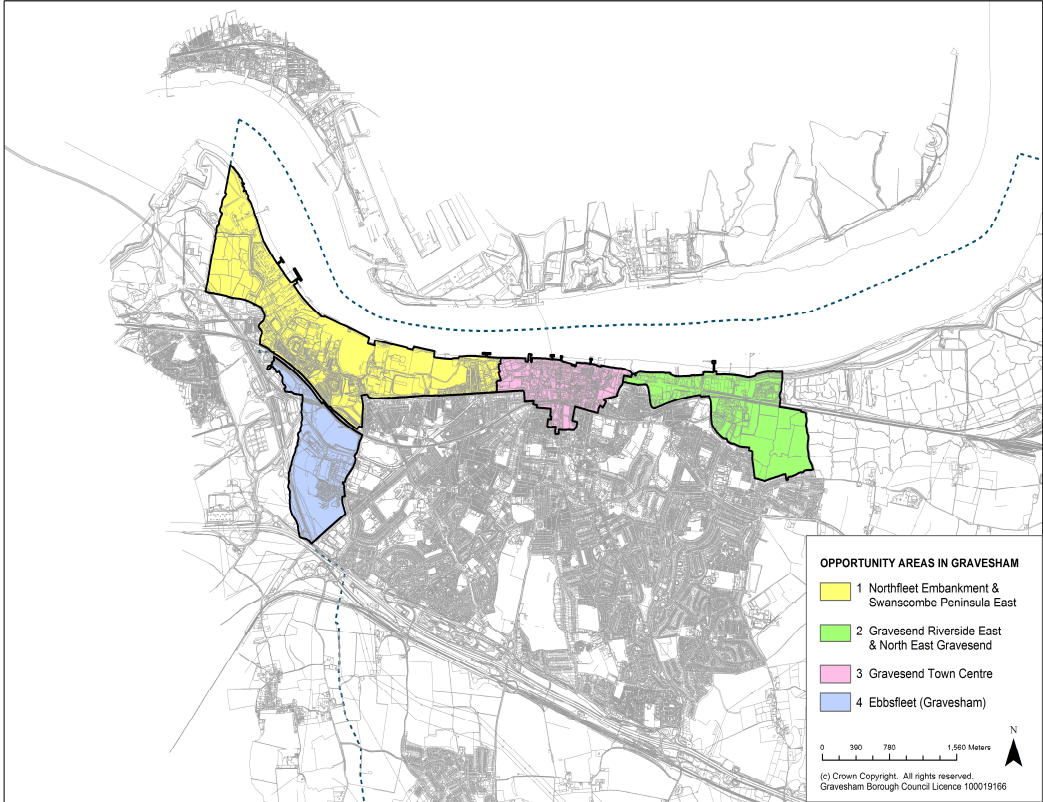 OPPORTUNITY AREAS IN GRAVESHAM
1 Northfleet Embankment &
Swanscombe Peninsula East
2 Gravesend Riverside East
& North East Gravesend
3 Gravesend Town Centre
4 Ebbsfleet (Gravesham)
N
0 390 780 1,560 Meters
(c) Crown Copyright. All rights reserved.
Gravesham Borough Council Licence 100019166